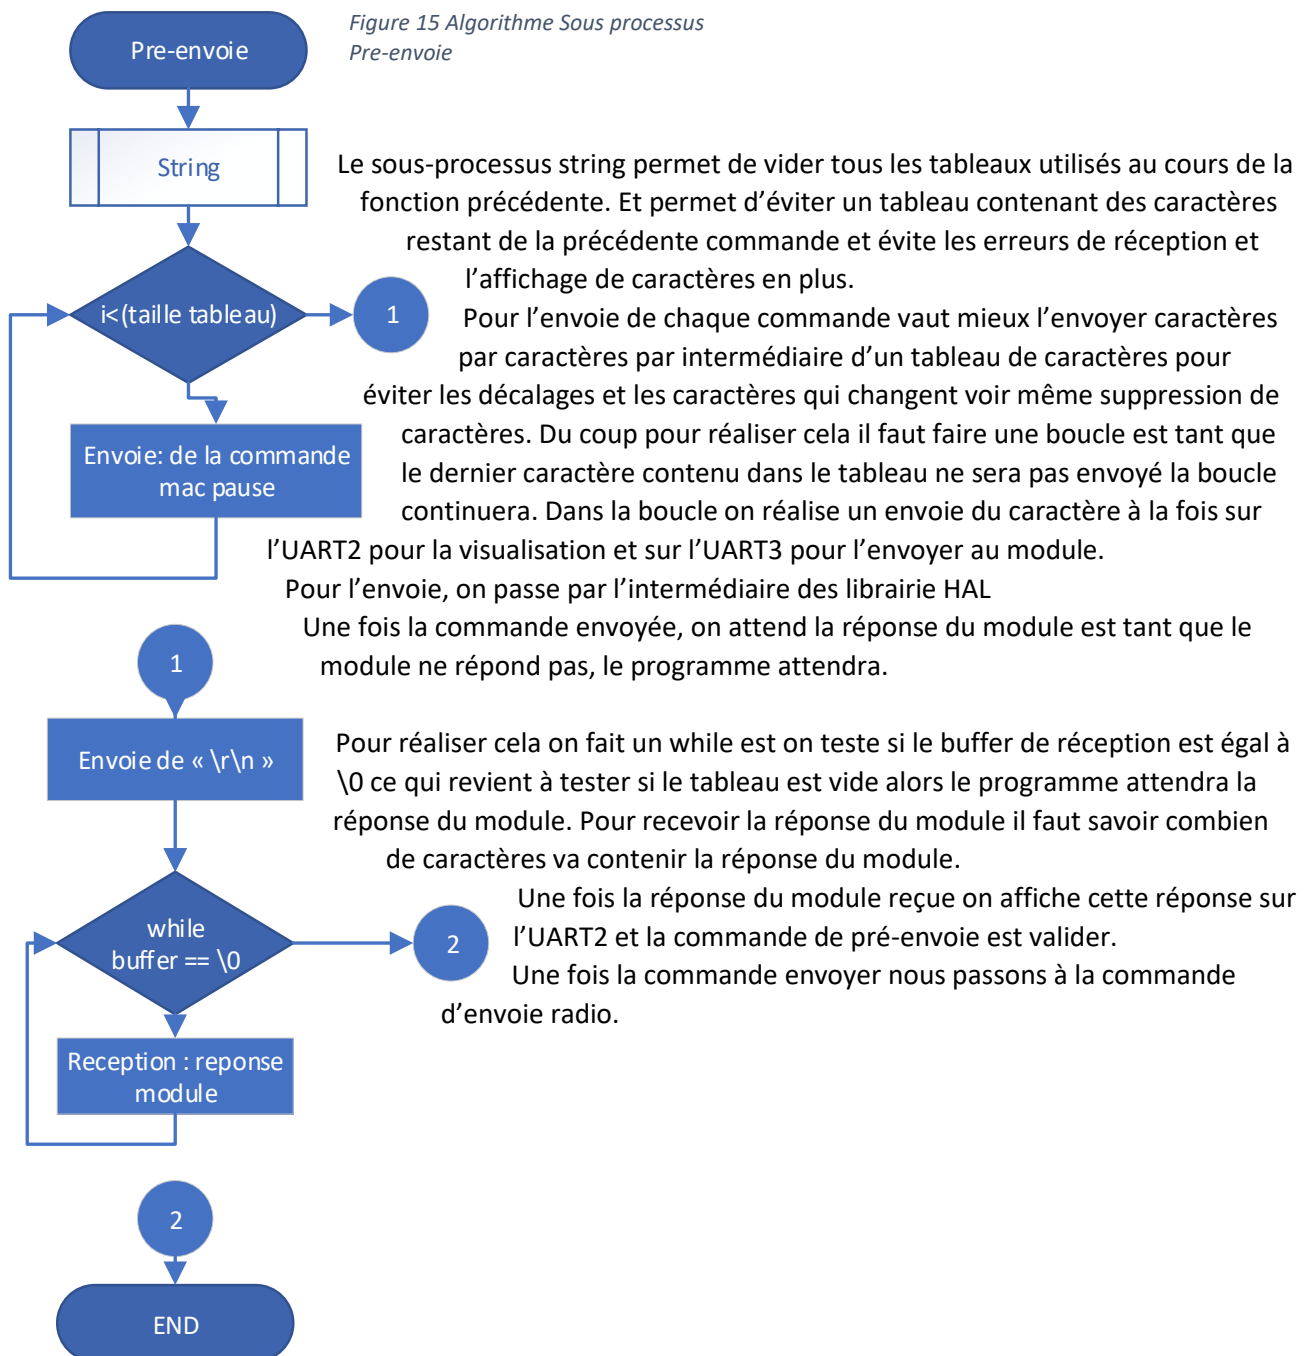 Figure 15 Algorithme Sous processus
Pre-envoie
Pre-envoie
String
Le sous-processus string permet de vider tous les tableaux utilisés au cours de la
fonction précédente. Et permet d’éviter un tableau contenant des caractères
restant de la précédente commande et évite les erreurs de réception et
l’affichage de caractères en plus.
i<(taille tableau)
1
Pour l’envoie de chaque commande vaut mieux l’envoyer caractères
par caractères par intermédiaire d’un tableau de caractères pour
éviter les décalages et les caractères qui changent voir même suppression de
caractères. Du coup pour réaliser cela il faut faire une boucle est tant que
le dernier caractère contenu dans le tableau ne sera pas envoyé la boucle
continuera. Dans la boucle on réalise un envoie du caractère à la fois sur
l’UART2 pour la visualisation et sur l’UART3 pour l’envoyer au module.
Envoie: de la commande
mac pause
Pour l’envoie, on passe par l’intermédiaire des librairie HAL
Une fois la commande envoyée, on attend la réponse du module est tant que le
module ne répond pas, le programme attendra.
1
Envoie de « \r\n »
Pour réaliser cela on fait un while est on teste si le buffer de réception est égal à
\0 ce qui revient à tester si le tableau est vide alors le programme attendra la
réponse du module. Pour recevoir la réponse du module il faut savoir combien
de caractères va contenir la réponse du module.
while
buffer == \0
2
Une fois la réponse du module reçue on affiche cette réponse sur
l’UART2 et la commande de pré-envoie est valider.
Une fois la commande envoyer nous passons à la commande
d’envoie radio.
Reception : reponse
module
2
END